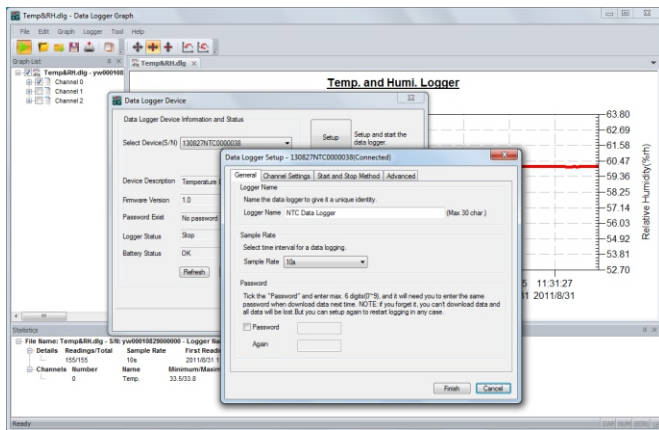 Temp&RH.dlg - Data Logger Graph
File Edit Graph Logger Tool Help
Graph List
Temp&RH.dlg
Temp&RH.dlg - yw000108
Channel 0
Channel 1
Channel 2
Temp. and Humi. Logger
63.80
62.69
61.58
60.47
59.36
58.25
57.14
56.03
54.92
53.81
52.70
Relative Humidity(%rh)
11:31:27
2011/8/31
Data Logger Device
Data Logger Device Information and Status
Select Device(S/N) 130827NTC0000038
Setup
Setup and start the
data logger.
Device Description Temperature
Firmware Version 1.0
Password Exist No password
Logger Status Stop
Battery Status OK
Refresh
Data Logger Setup - 130827NTC0000038(Connected)
General Channel Settings Start and Stop Method Advanced
Logger Name
Name the data logger to give it a unique identity.
Logger Name NTC Data Logger (Max 30 char.)
Sample Rate
Select time interval for a data logging.
Sample Rate 10s
Password
Tick the "Password" and enter max. 6 digits(0~9), and it will need you to enter the same
password when download data next time. NOTE: if you forget it, you can't download data and
all data will be lost.But you can setup again to restart logging in any case.
Password
Again
Finish Cancel
Statistics
File Name: Temp&RH.dlg - S/N: yw00010829000000 - Logger Na
Details Readings/Total Sample Rate First Readi
155/155 10s 2011/8/31 1
Channels Number Name Minimum/Maxim
0 Temp. 33.5/33.8
Ready
CAP NUM SCRL